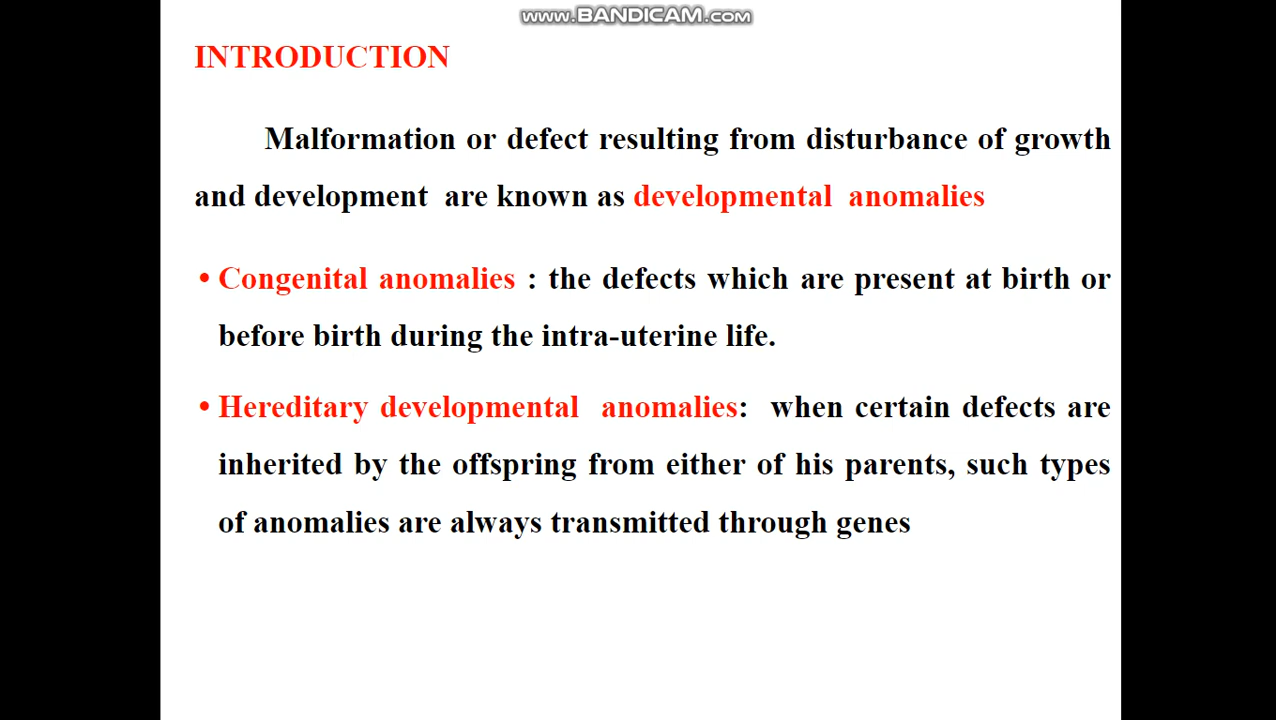 www.BANDICAM.com
INTRODUCTION
Malformation or defect resulting from disturbance of growth
and development are known as developmental anomalies
• Congenital anomalies : the defects which are present at birth or
before birth during the intra-uterine life.
• Hereditary developmental anomalies: when certain defects are
inherited by the offspring from either of his parents, such types
of anomalies are always transmitted through genes